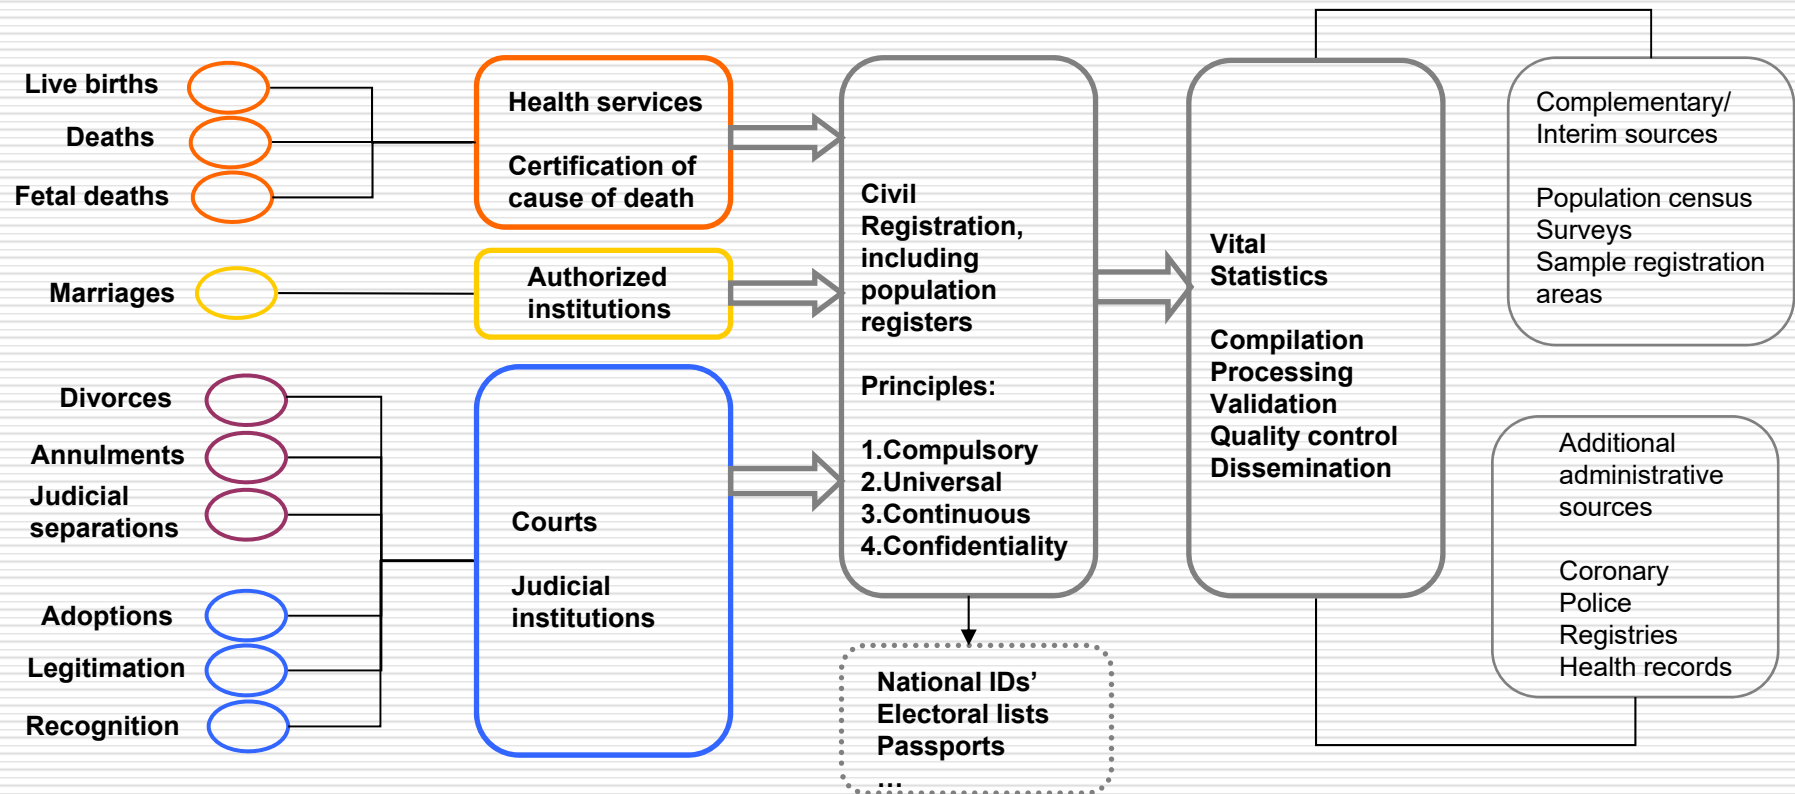 Live births
Deaths
Fetal deaths
Marriages
Divorces
Annulments
Judicial
separations
Adoptions
Legitimation
Recognition
Health services
Certification of
cause of death
Authorized
institutions
Courts
Judicial
institutions
Civil
Registration,
including
population
registers
Principles:
1.Compulsory
2.Universal
3.Continuous
4.Confidentiality
National IDs’
Electoral lists
Passports
...
Vital
Statistics
Compilation
Processing
Validation
Quality control
Dissemination
Complementary/
Interim sources
Population census
Surveys
Sample registration
areas
Additional
administrative
sources
Coronary
Police
Registries
Health records